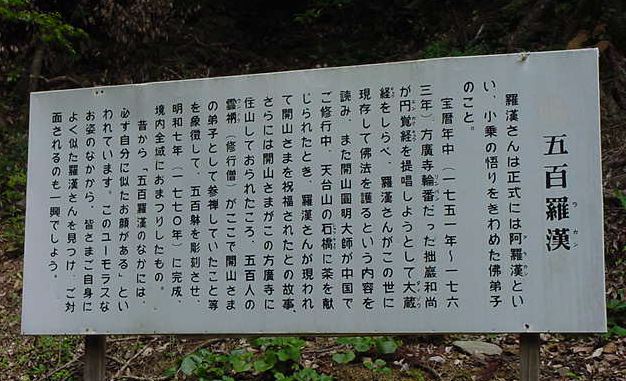 五百羅漢
ラカン
羅漢さんは正式には阿羅漢とい
い、小乗の悟りをきわめた佛弟子
のこと。
宝暦年中（一七五一年～一七六
三年）方廣寺輪番だった拙巌和尚
が円覚経を提唱しようとして大蔵
経をしらべ、羅漢さんがこの世に
現存して佛法を護るという内容を
読み、また開山圓明大師が中国で
ご修行中、天台山の石橋に茶を献
じられたとき、羅漢さんが現われ
て開山さまを祝福されたとの故事、
さらには開山さまがこの方廣寺に
住山しておられたころ、五百人の
雲衲（修行僧）がここで開山さま
の弟子として参禅していたこと等
を象徴して、五百躰を彫刻させ、
明和七年（一七七〇年）に完成、
境内全域におまつりしたもの。
昔から「五百羅漢のなかには、
必ず自分に似たお顔がある」とい
われています。このユーモラスな
お姿のなかから、皆さまご自身に
よく似た羅漢さんを見つけ、ご対
面されるのも一興でしょう。